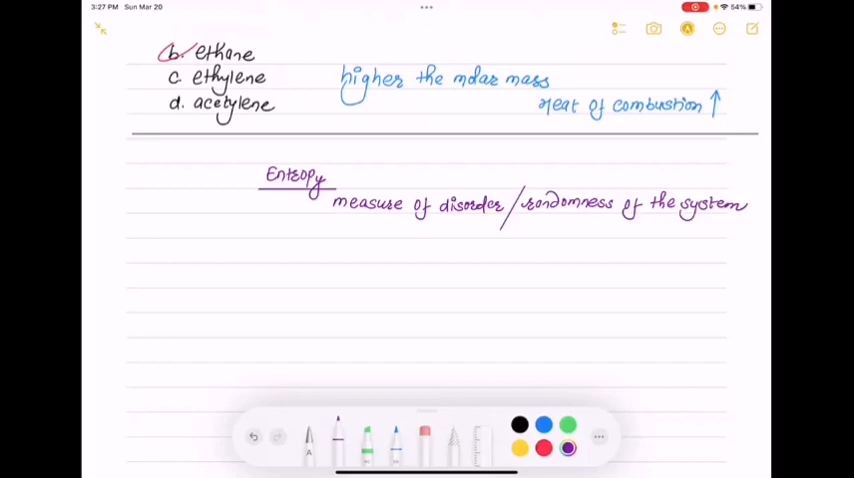 3:27 PM Sun Mar 20
54%
b. ethane
c. ethylene
d. acetylene
higher the molar mass
heat of combustion ↑
Entropy
measure of disorder/randomness of the system
A